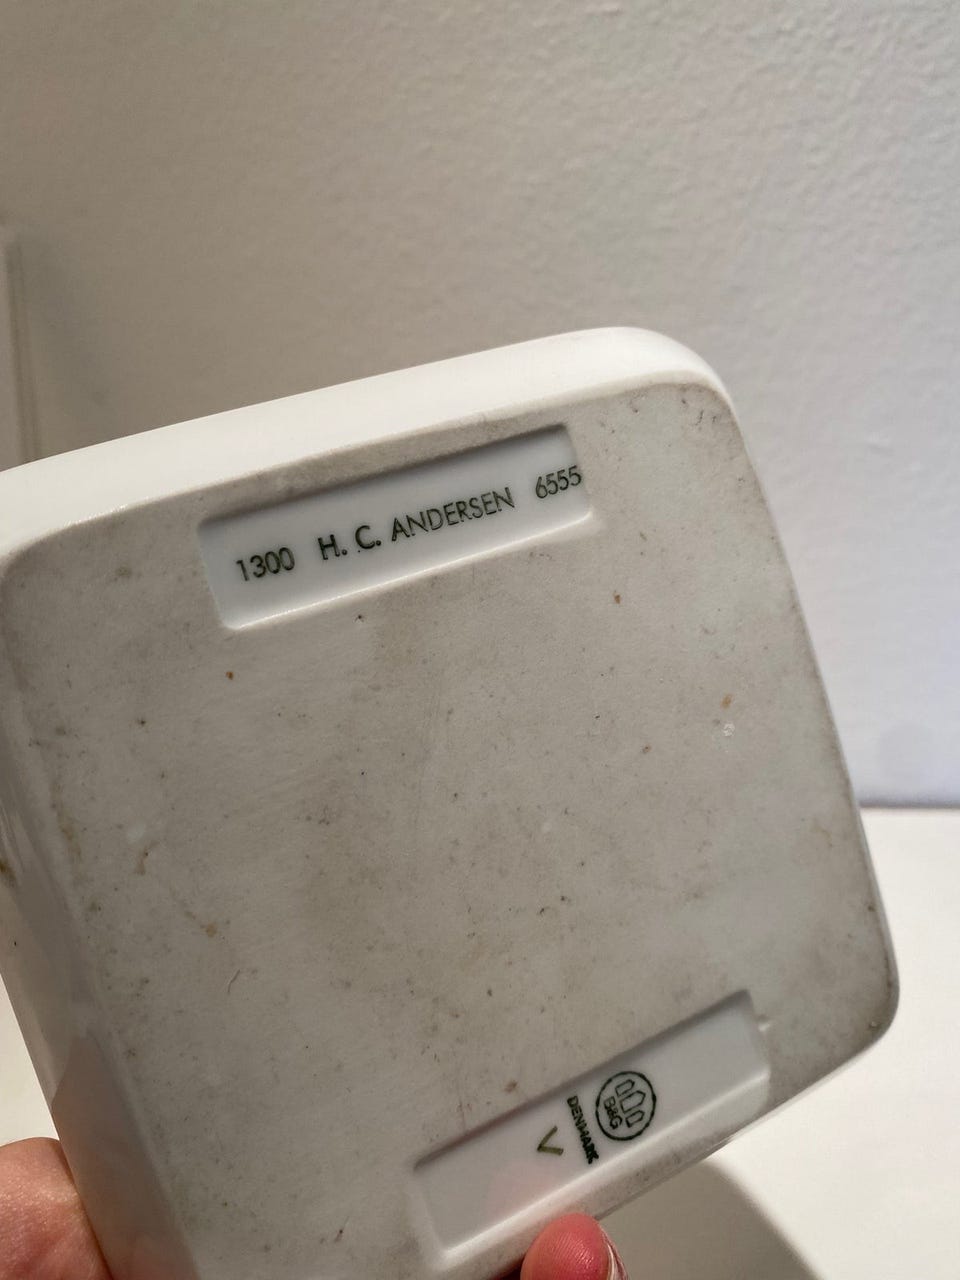 1300 H. C. ANDERSEN 6555
B&G
DENMARK
V